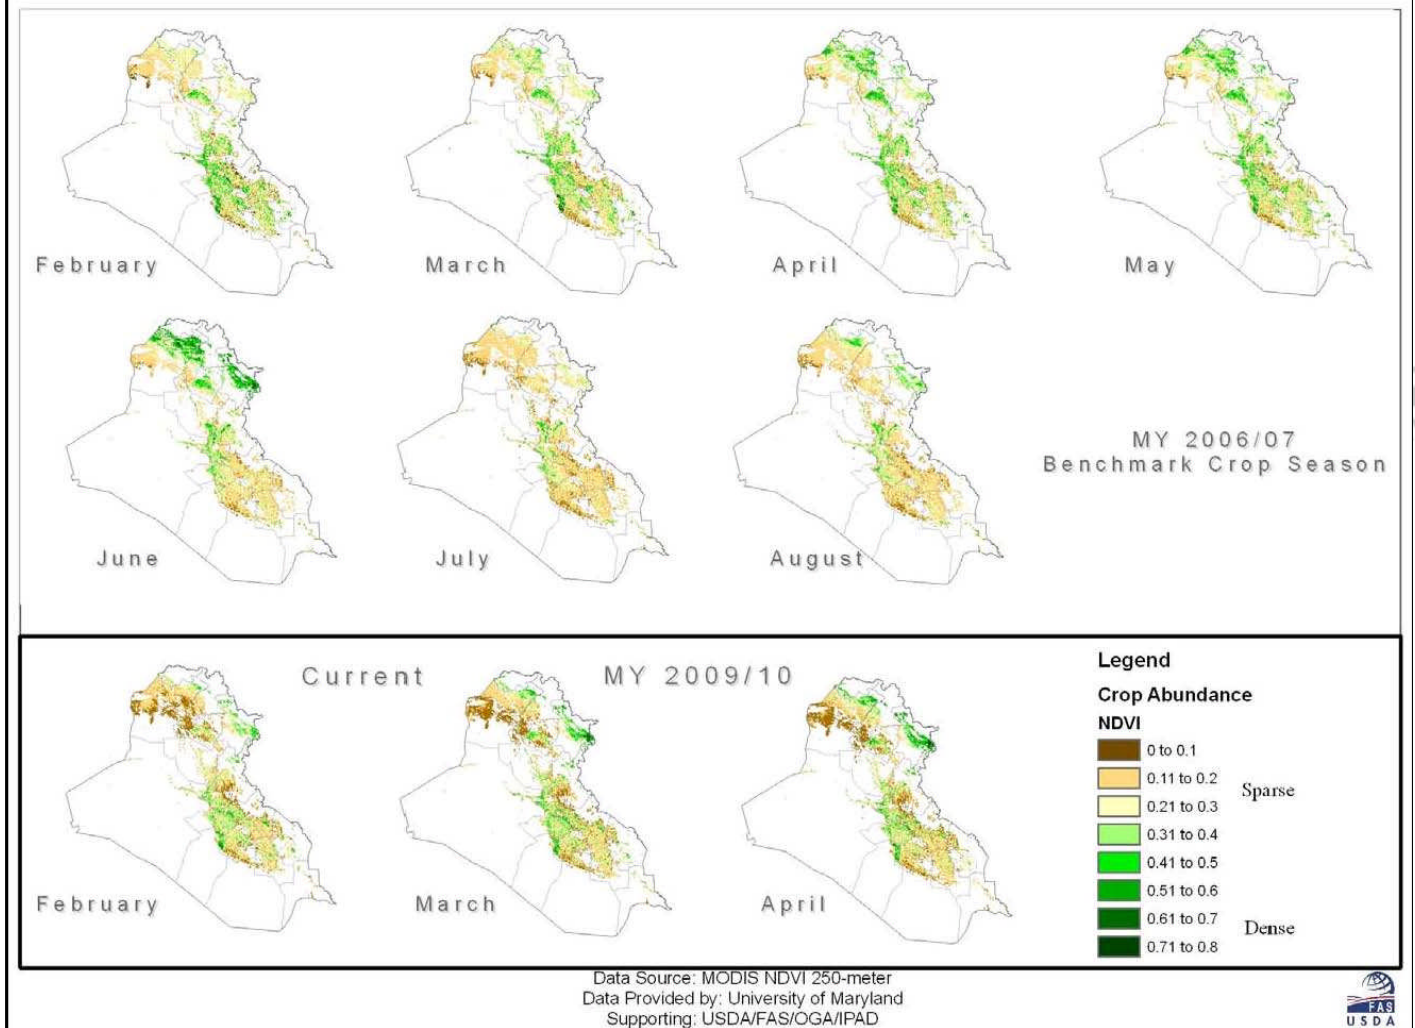 February
March
April
May
June
July
August
MY 2006/07
Benchmark Crop Season
Current MY 2009/10
February
March
April
Legend
Crop Abundance
NDVI
0 to 0.1
0.11 to 0.2
Sparse
0.21 to 0.3
0.31 to 0.4
0.41 to 0.5
0.51 to 0.6
0.61 to 0.7
Dense
0.71 to 0.8
Data Source: MODIS NDVI 250-meter
Data Provided by: University of Maryland
Supporting: USDA/FAS/OGA/IPAD
FAS
USDA